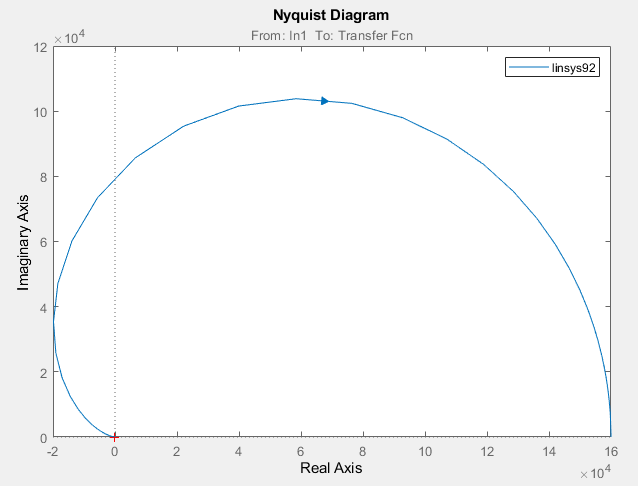 Nyquist Diagram
From: In1 To: Transfer Fcn
×10⁴
12
10
8
6
4
2
0
Imaginary Axis
linsys92
-2 0 2 4 6 8 10 12 14 16
Real Axis
×10⁴